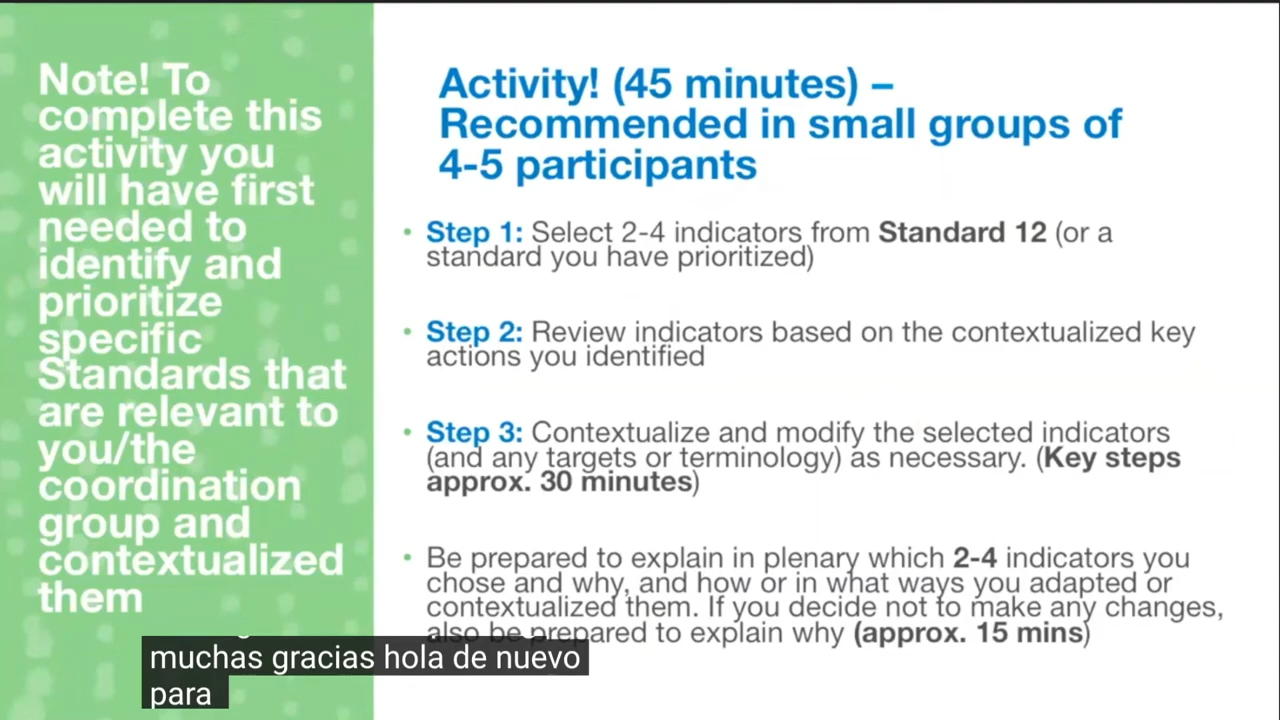 Note! To
complete this
activity you
will have first
needed to
identify and
prioritize
specific
Standards that
are relevant to
you/the
coordination
group and
contextualized
them
Activity! (45 minutes) –
Recommended in small groups of
4-5 participants
• Step 1: Select 2-4 indicators from Standard 12 (or a
standard you have prioritized)
• Step 2: Review indicators based on the contextualized key
actions you identified
• Step 3: Contextualize and modify the selected indicators
(and any targets or terminology) as necessary. (Key steps
approx. 30 minutes)
• Be prepared to explain in plenary which 2-4 indicators you
chose and why, and how or in what ways you adapted or
contextualized them. If you decide not to make any changes,
also be prepared to explain why (approx. 15 mins)
muchas gracias hola de nuevo
para